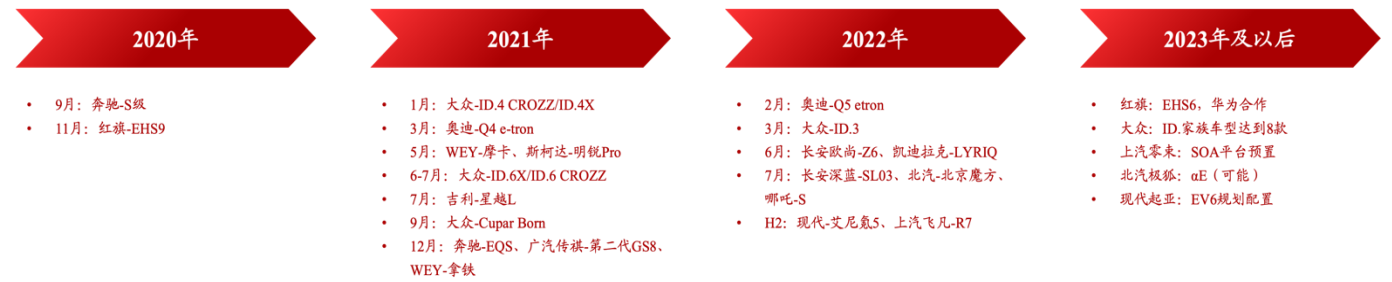 2020年
9月：奔驰-S级
11月：红旗-EHS9
2021年
1月：大众-ID.4 CROZZ/ID.4X
3月：奥迪-Q4 e-tron
5月：WEY-摩卡、斯柯达-明锐Pro
6-7月：大众-ID.6X/ID.6 CROZZ
7月：吉利-星越L
9月：大众-Cupar Born
12月：奔驰-EQS、广汽传祺-第二代GS8、
WEY-拿铁
2022年
2月：奥迪-Q5 etron
3月：大众-ID.3
6月：长安欧尚-Z6、凯迪拉克-LYRIQ
7月：长安深蓝-SL03、北汽-北京魔方、
哪吒-S
H2：现代-艾尼氪5、上汽飞凡-R7
2023年及以后
红旗：EHS6，华为合作
大众：ID.家族车型达到8款
上汽零束：SOA平台预置
北汽极狐：αE（可能）
现代起亚：EV6规划配置